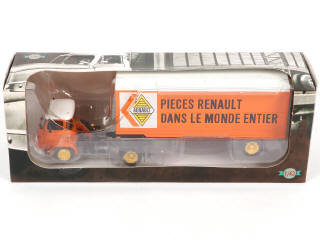 RENAULT
PIECES RENAULT
DANS LE MONDE ENTIER